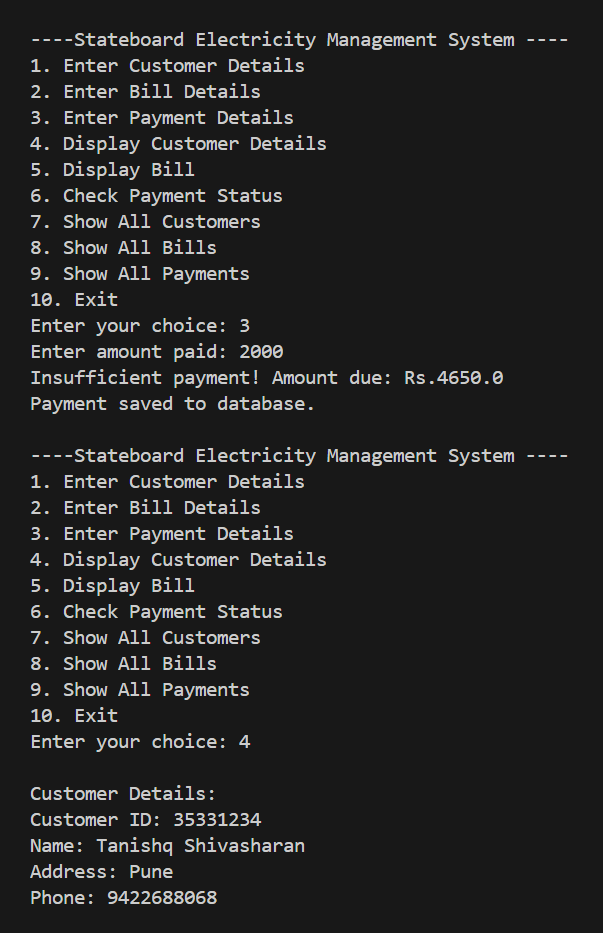 ----Stateboard Electricity Management System ----
1. Enter Customer Details
2. Enter Bill Details
3. Enter Payment Details
4. Display Customer Details
5. Display Bill
6. Check Payment Status
7. Show All Customers
8. Show All Bills
9. Show All Payments
10. Exit
Enter your choice: 3
Enter amount paid: 2000
Insufficient payment! Amount due: Rs.4650.0
Payment saved to database.

----Stateboard Electricity Management System ----
1. Enter Customer Details
2. Enter Bill Details
3. Enter Payment Details
4. Display Customer Details
5. Display Bill
6. Check Payment Status
7. Show All Customers
8. Show All Bills
9. Show All Payments
10. Exit
Enter your choice: 4

Customer Details:
Customer ID: 35331234
Name: Tanishq Shivasharan
Address: Pune
Phone: 9422688068